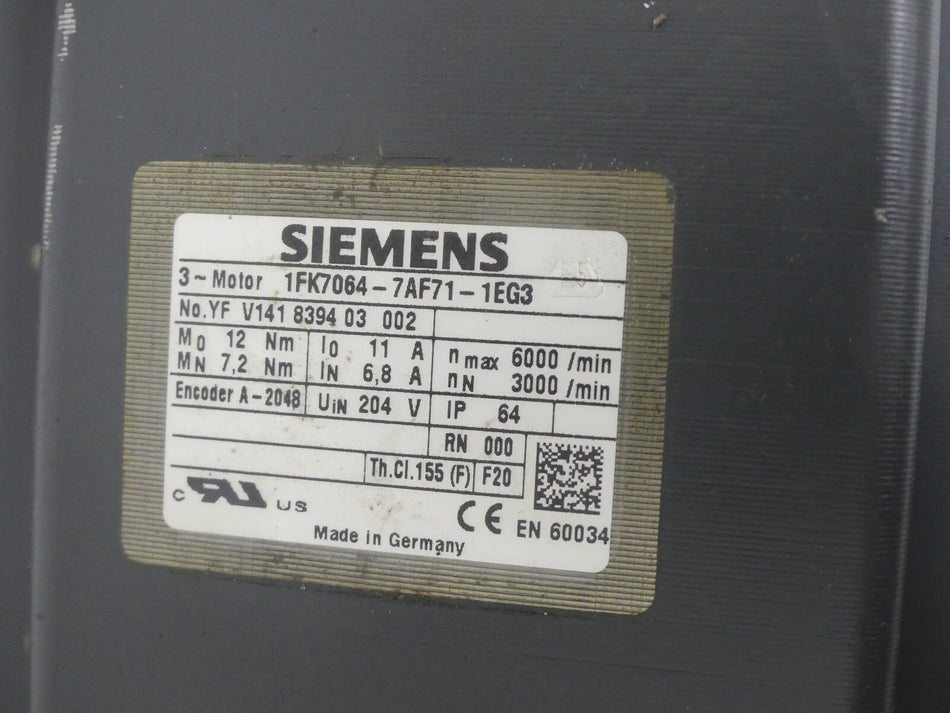 SIEMENS
3~Motor 1FK7064-7AF71-1EG3
No.YF V141 8394 03 002
M0 12 Nm I0 11 A nmax 6000 /min
MN 7,2 Nm IN 6,8 A nN 3000 /min
Encoder A-2048 UiN 204 V IP 64
RN 000
Th.Cl.155 (F) F20
c RU US CE EN 60034
Made in Germany